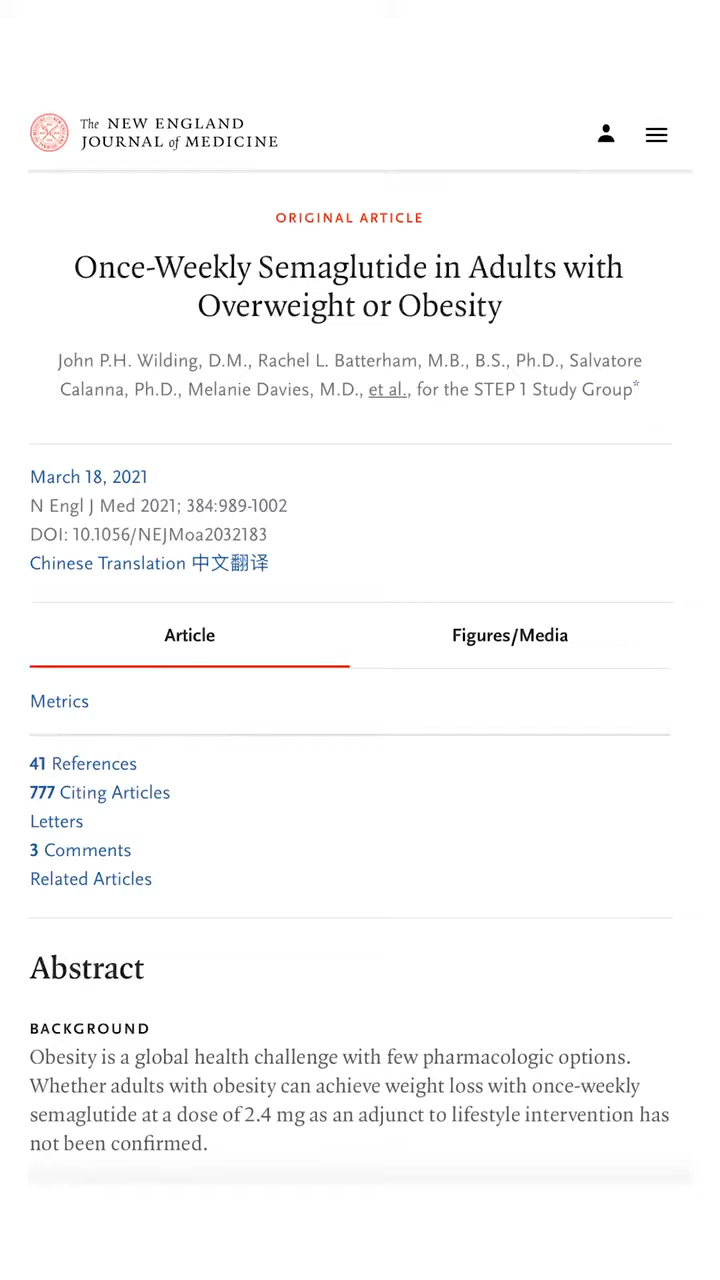 The NEW ENGLAND
JOURNAL of MEDICINE
ORIGINAL ARTICLE
Once-Weekly Semaglutide in Adults with
Overweight or Obesity
John P.H. Wilding, D.M., Rachel L. Batterham, M.B., B.S., Ph.D., Salvatore
Calanna, Ph.D., Melanie Davies, M.D., et al., for the STEP 1 Study Group*
March 18, 2021
N Engl J Med 2021; 384:989-1002
DOI: 10.1056/NEJMoa2032183
Chinese Translation 中文翻译
Article Figures/Media
Metrics
41 References
777 Citing Articles
Letters
3 Comments
Related Articles
Abstract
BACKGROUND
Obesity is a global health challenge with few pharmacologic options.
Whether adults with obesity can achieve weight loss with once-weekly
semaglutide at a dose of 2.4 mg as an adjunct to lifestyle intervention has
not been confirmed.